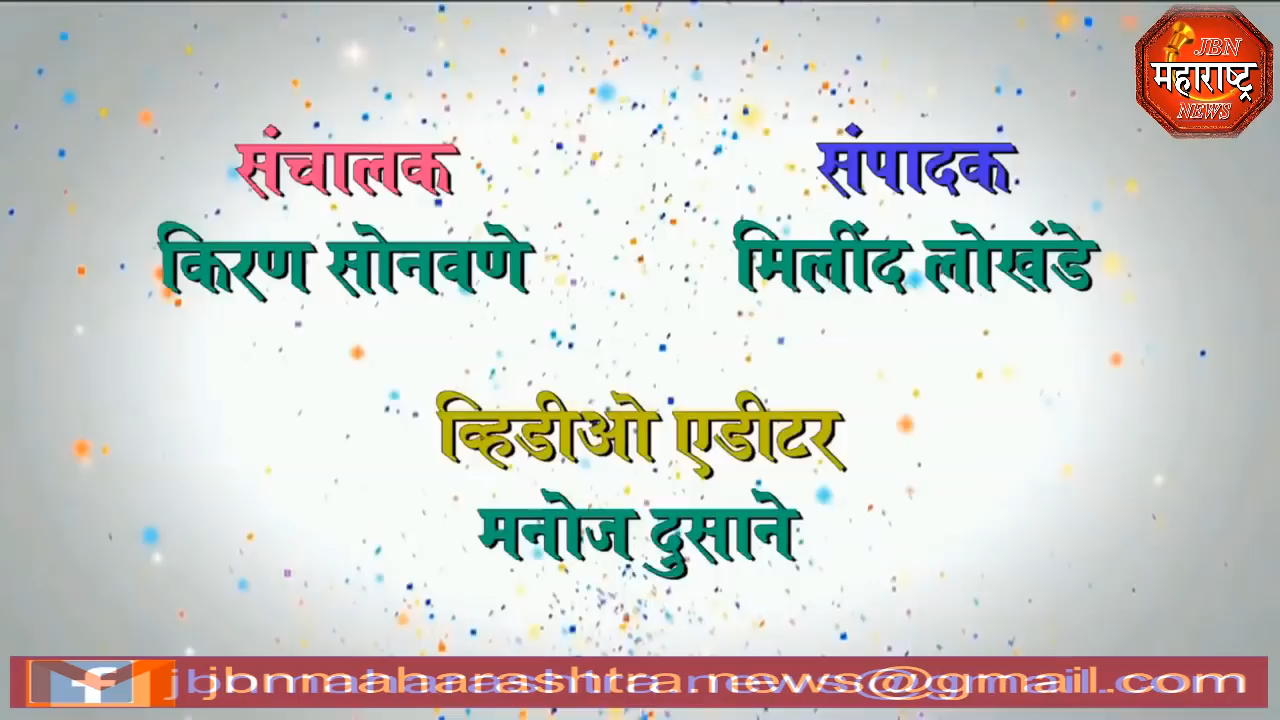 JBN
महाराष्ट्र
NEWS
संचालक
संपादक
किरण सोनवणे
मिलींद लोखंडे
व्हिडीओ एडीटर
मनोज दुसाने
f jbnmaharashtra.news@gmail.com